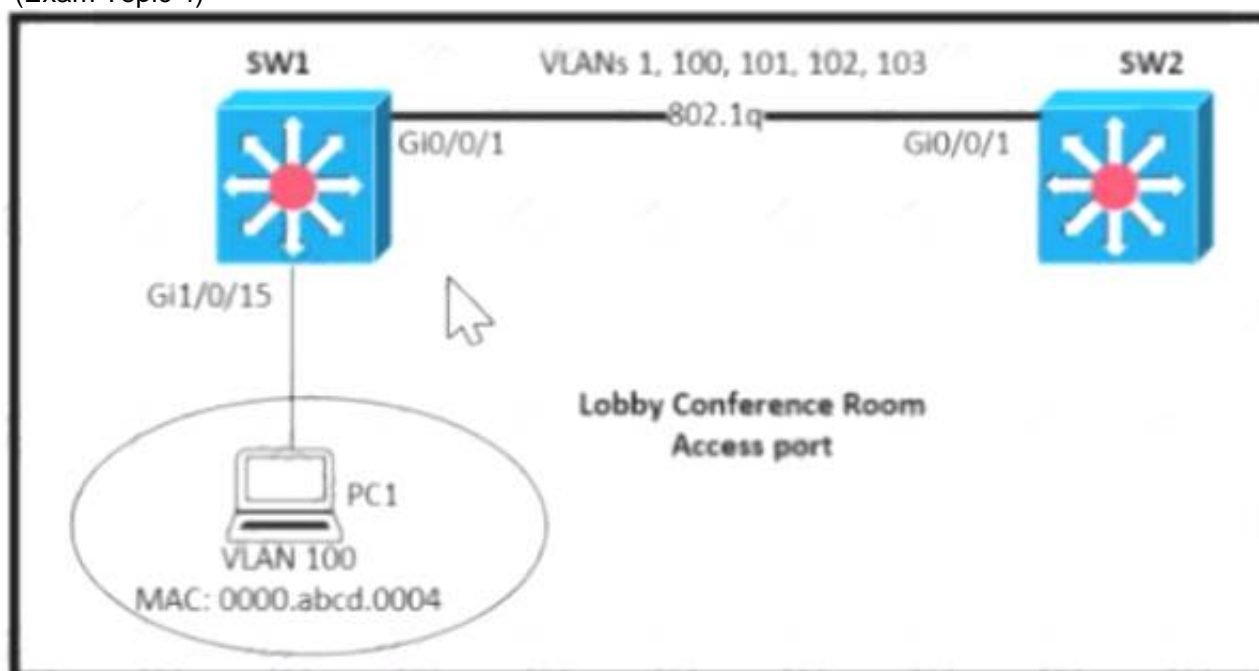 SW1
VLANs 1, 100, 101, 102, 103
SW2
802.1q
Gi0/0/1
Gi0/0/1
Gi1/0/15
Lobby Conference Room
Access port
PC1
VLAN 100
MAC: 0000.abcd.0004